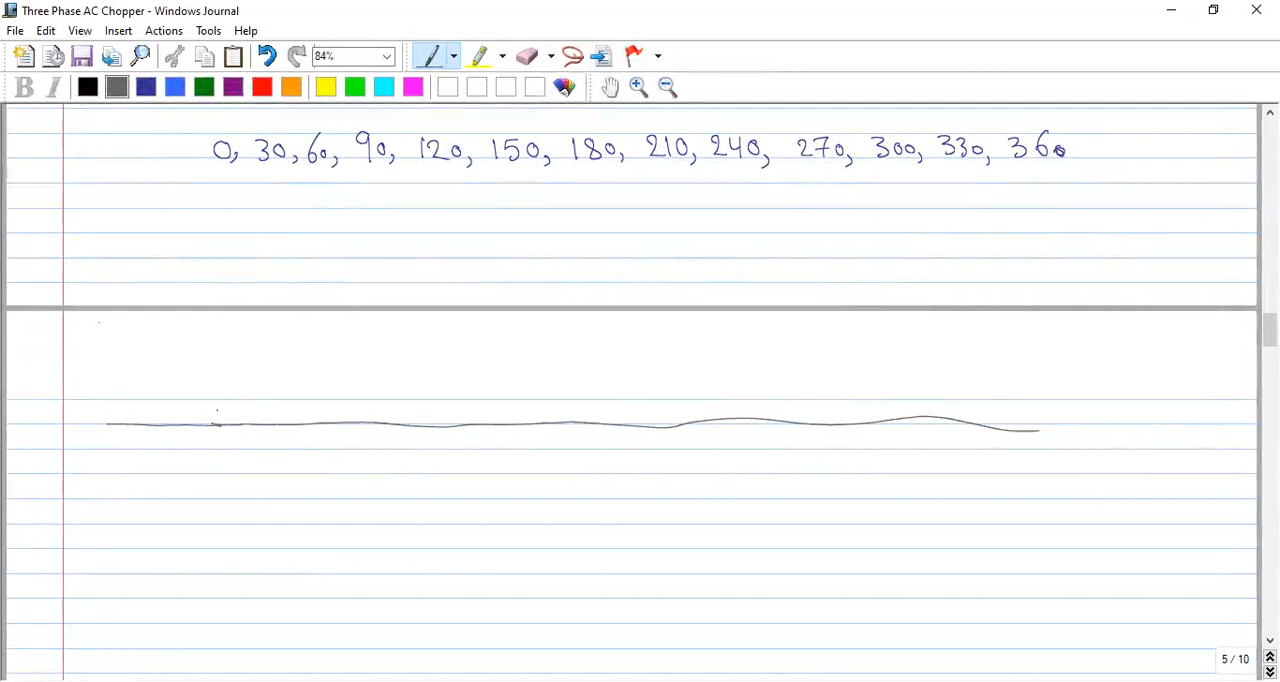 Three Phase AC Chopper - Windows Journal
File Edit View Insert Actions Tools Help
84%
B I
0, 30, 60, 90, 120, 150, 180, 210, 240, 270, 300, 330, 360
5 / 10